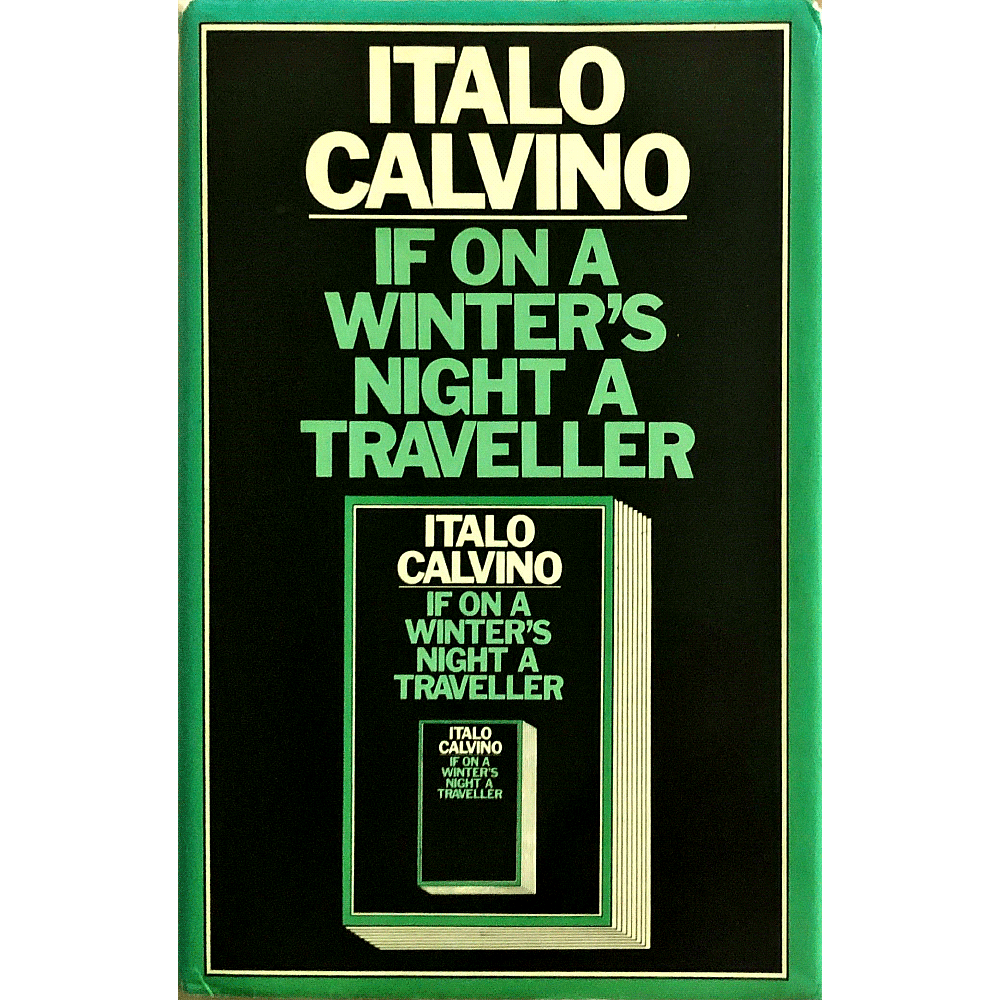 ITALO
CALVINO
IF ON A
WINTER'S
NIGHT A
TRAVELLER
ITALO
CALVINO
IF ON A
WINTER'S
NIGHT A
TRAVELLER
ITALO
CALVINO
IF ON A
WINTER'S
NIGHT A
TRAVELLER